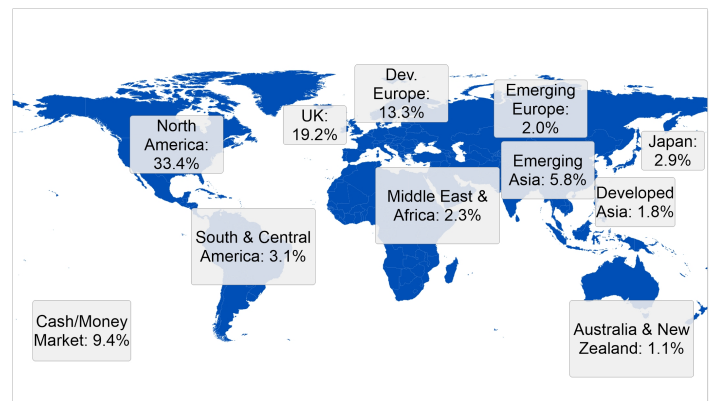 Dev.
Europe:
13.3%
Emerging
Europe:
2.0%
UK:
19.2%
North
America:
33.4%
Japan:
2.9%
Emerging
Asia: 5.8%
Developed
Asia: 1.8%
Middle East &
Africa: 2.3%
South & Central
America: 3.1%
Cash/Money
Market: 9.4%
Australia & New
Zealand: 1.1%